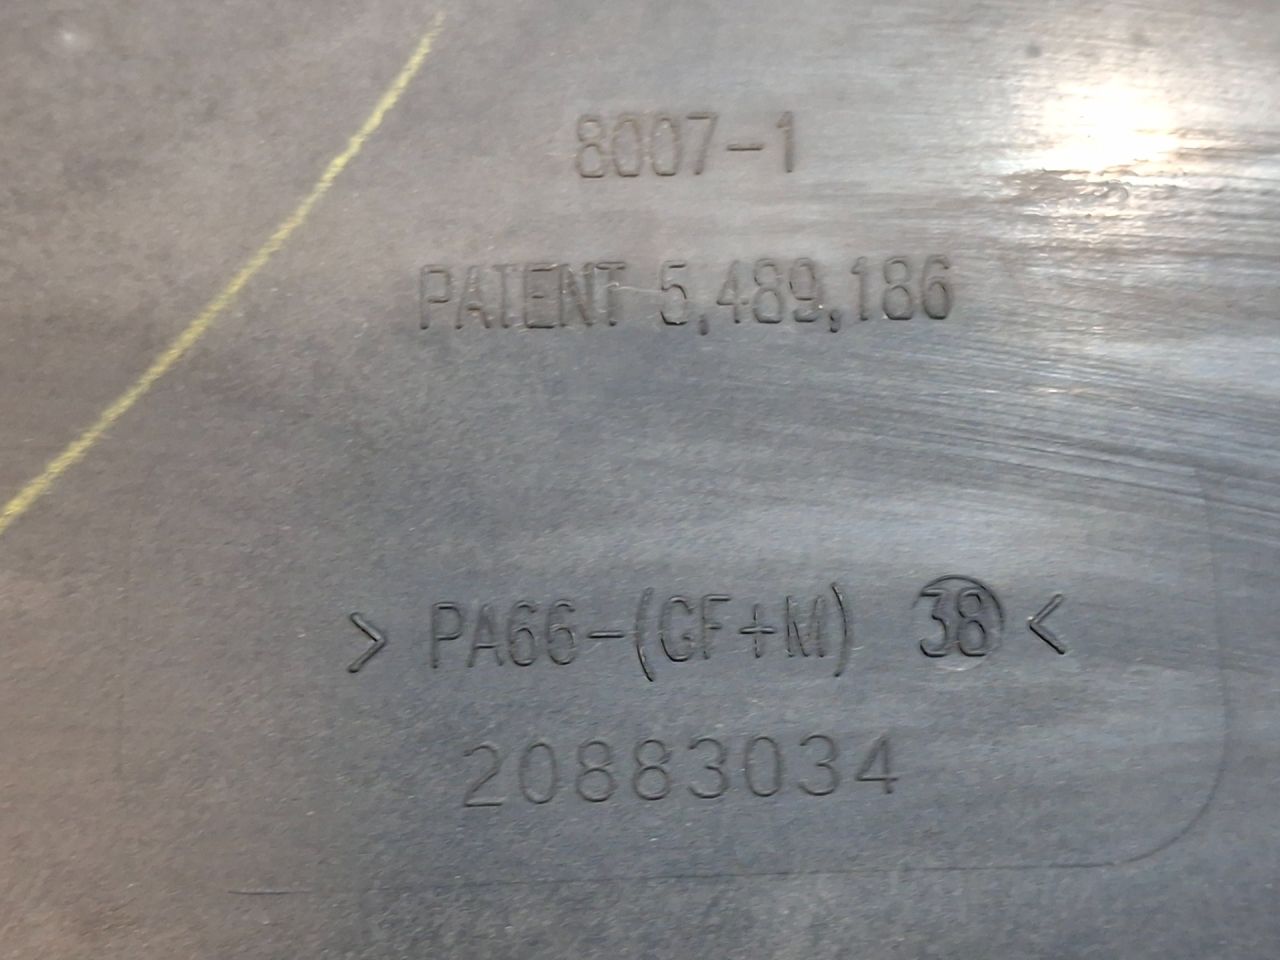 8007-1
PATENT 5,489,186
> PA66-(GF+M) 38 <
20883034